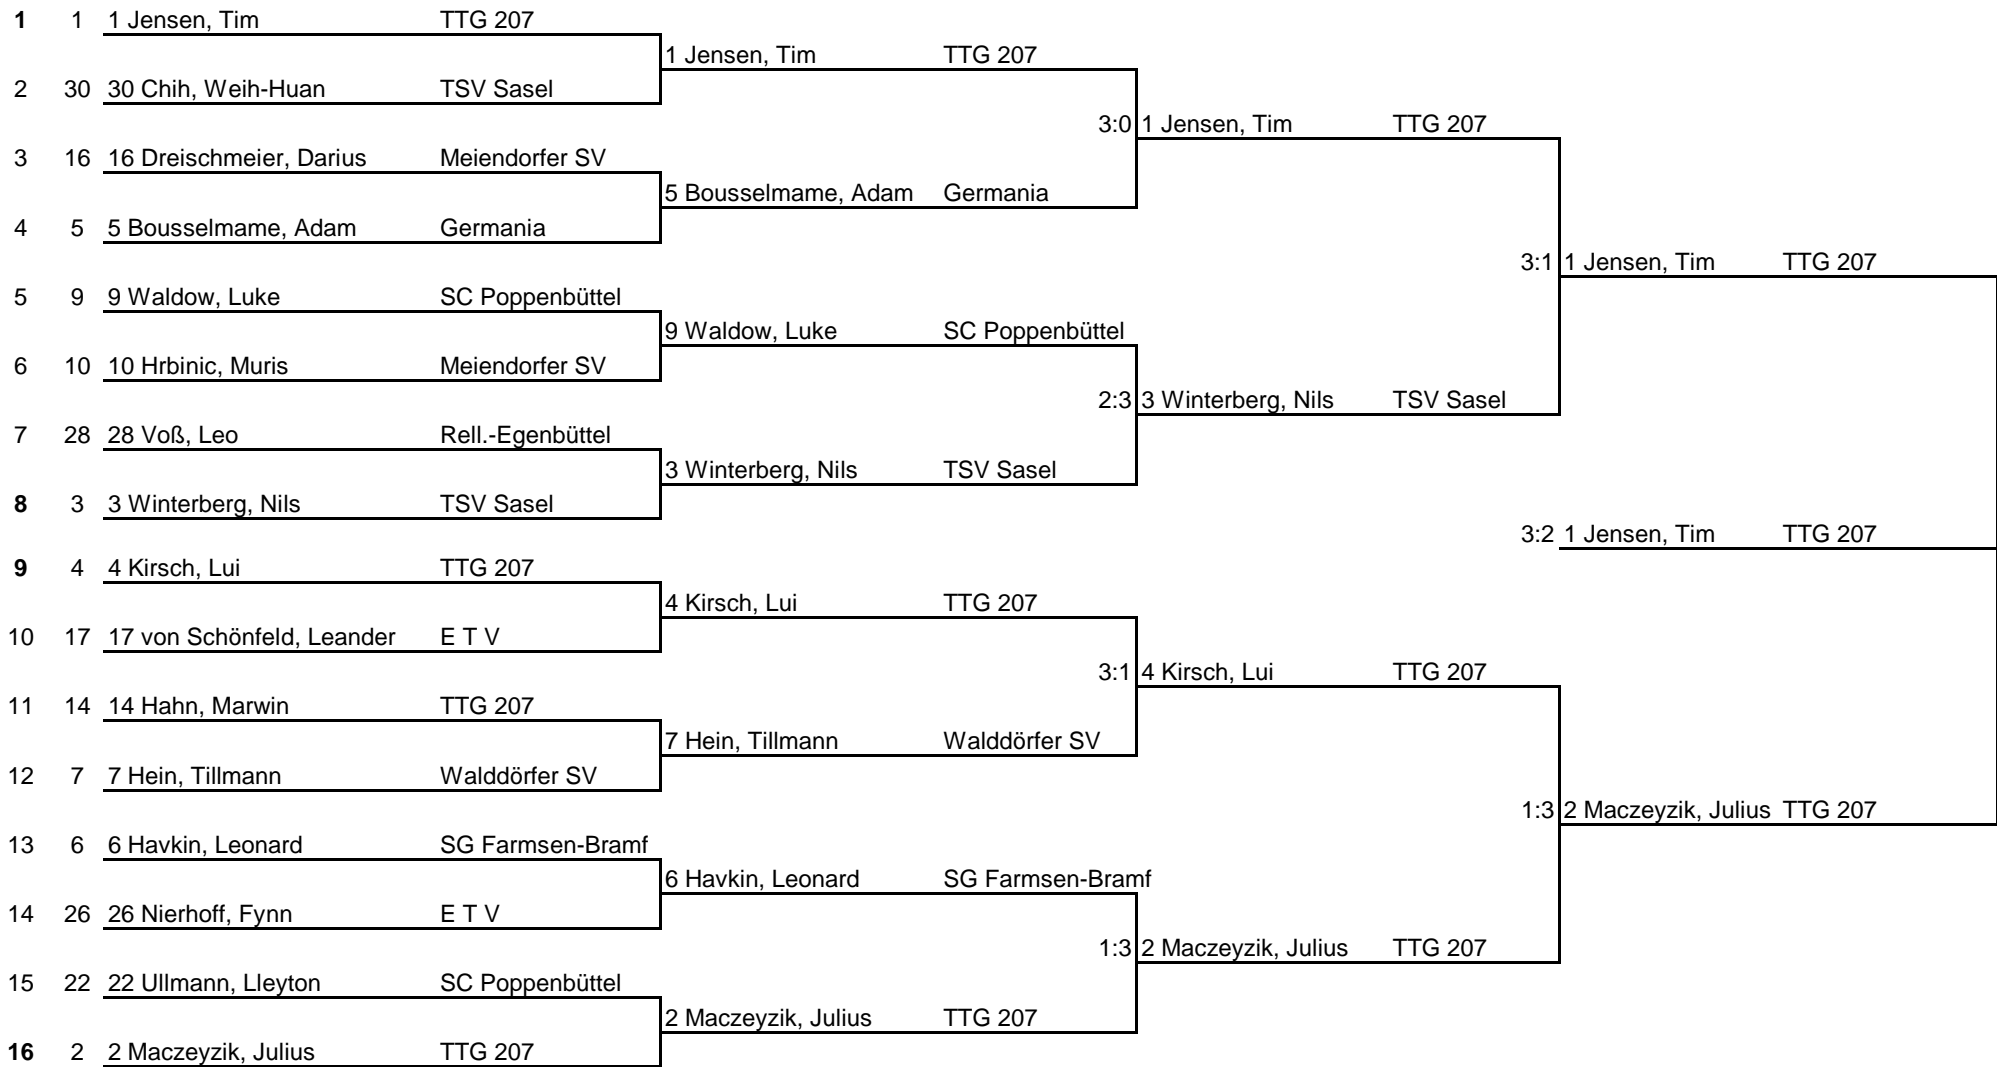 1 1 1 Jensen, Tim TTG 207
1 Jensen, Tim TTG 207
2 30 30 Chih, Weih-Huan TSV Sasel
3:0 1 Jensen, Tim TTG 207
3 16 16 Dreischmeier, Darius Meiendorfer SV
5 Bousselmame, Adam Germania
4 5 5 Bousselmame, Adam Germania
3:1 1 Jensen, Tim TTG 207
5 9 9 Waldow, Luke SC Poppenbüttel
9 Waldow, Luke SC Poppenbüttel
6 10 10 Hrbinic, Muris Meiendorfer SV
2:3 3 Winterberg, Nils TSV Sasel
7 28 28 Voß, Leo Rell.-Egenbüttel
3 Winterberg, Nils TSV Sasel
8 3 3 Winterberg, Nils TSV Sasel
3:2 1 Jensen, Tim TTG 207
9 4 4 Kirsch, Lui TTG 207
4 Kirsch, Lui TTG 207
10 17 17 von Schönfeld, Leander E T V
3:1 4 Kirsch, Lui TTG 207
11 14 14 Hahn, Marwin TTG 207
7 Hein, Tillmann Walddörfer SV
12 7 7 Hein, Tillmann Walddörfer SV
1:3 2 Maczeyzik, Julius TTG 207
13 6 6 Havkin, Leonard SG Farmsen-Bramf
6 Havkin, Leonard SG Farmsen-Bramf
14 26 26 Nierhoff, Fynn E T V
1:3 2 Maczeyzik, Julius TTG 207
15 22 22 Ullmann, Lleyton SC Poppenbüttel
2 Maczeyzik, Julius TTG 207
16 2 2 Maczeyzik, Julius TTG 207